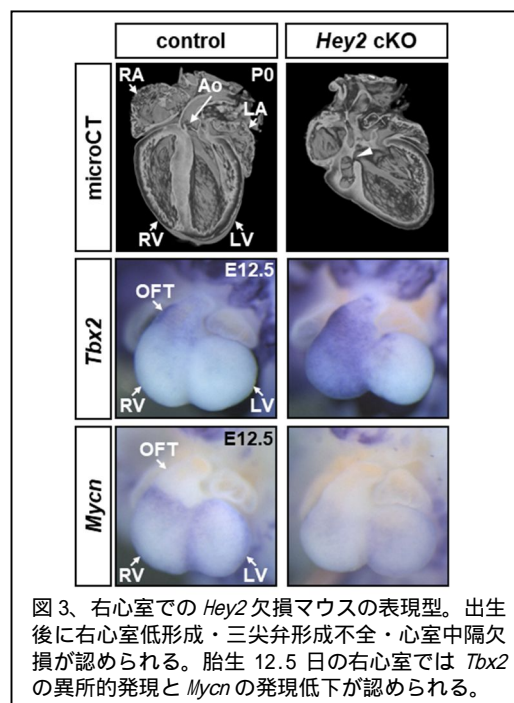 control
Hey2 cKO
microCT
RA
Ao
P0
LA
RV
LV
Tbx2
E12.5
OFT
RV
LV
Mycn
E12.5
OFT
RV
LV
図 3、右心室での Hey2 欠損マウスの表現型。出生
後に右心室低形成・三尖弁形成不全・心室中隔欠
損が認められる。胎生 12.5 日の右心室では Tbx2
の異所的発現と Mycn の発現低下が認められる。